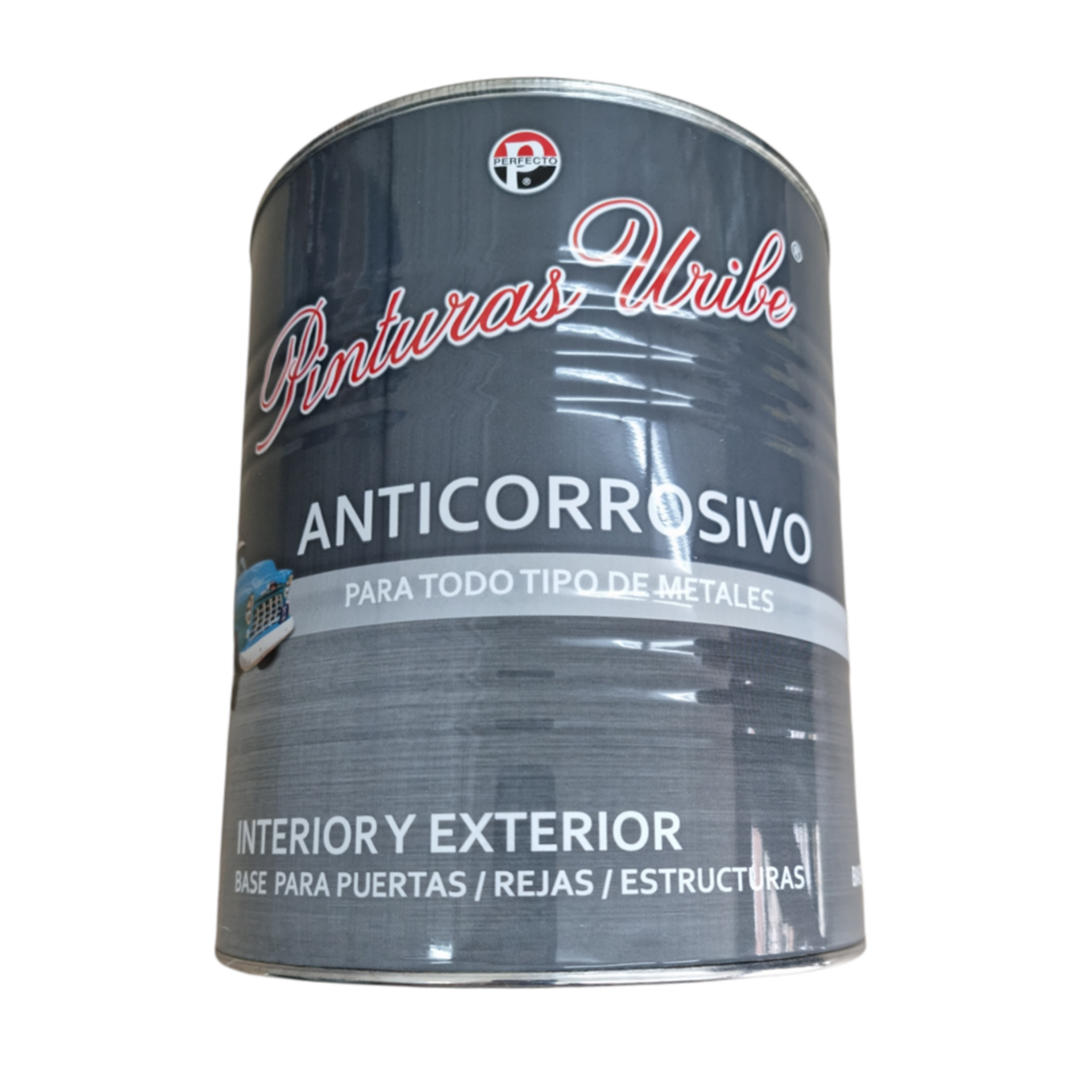 PERFECTO
®
Pinturas Uribe®
ANTICORROSIVO
PARA TODO TIPO DE METALES
INTERIOR Y EXTERIOR
BASE PARA PUERTAS / REJAS / ESTRUCTURAS